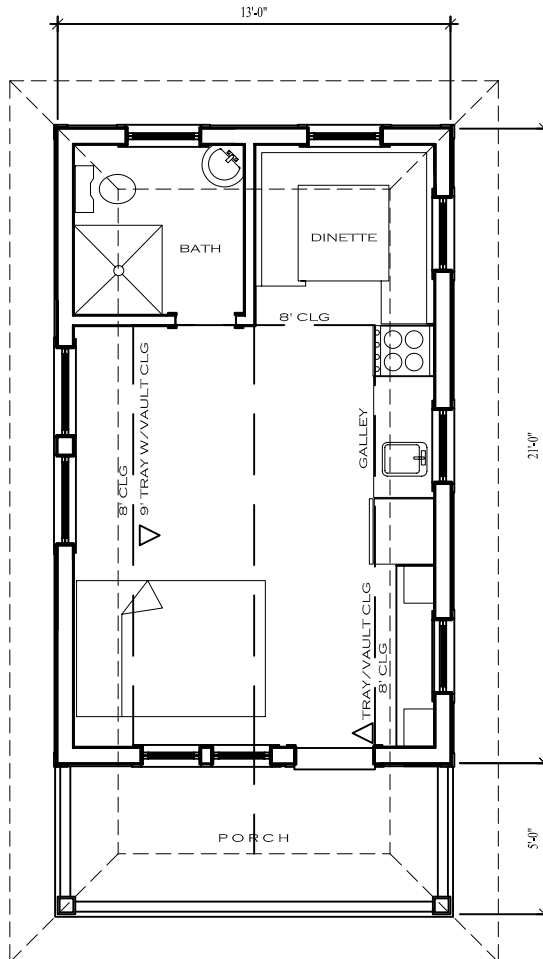 13'-0"
BATH
DINETTE
8' CLG
8' CLG
9' TRAY W/VAULT CLG
GALLEY
21'-0"
TRAY/VAULT CLG
8' CLG
PORCH
5'-0"